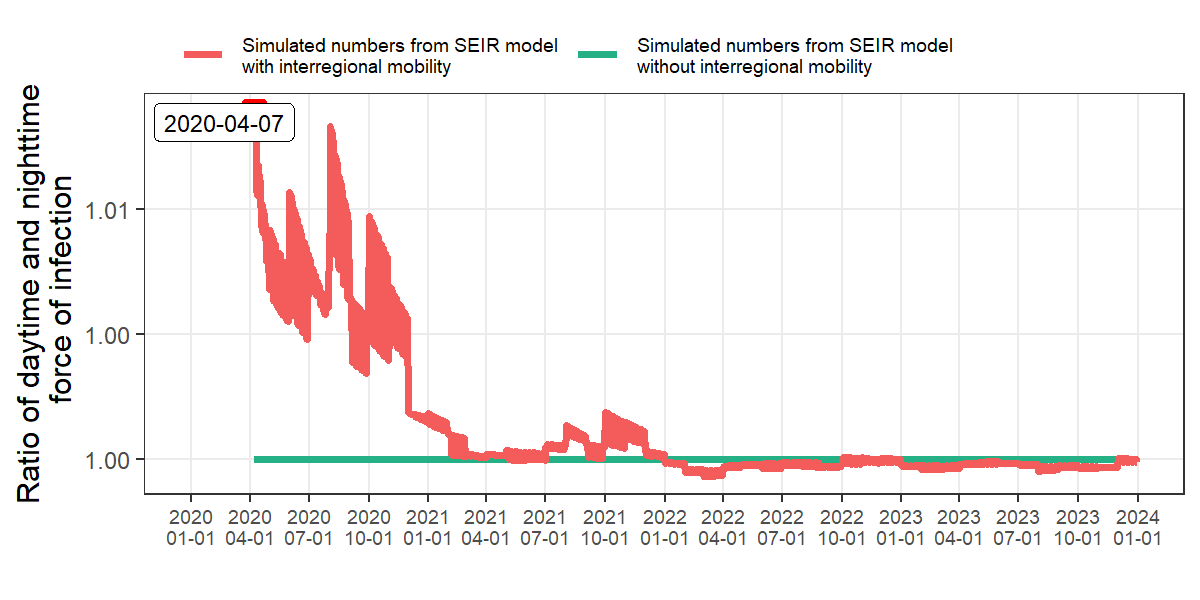 Simulated numbers from SEIR model
with interregional mobility
Simulated numbers from SEIR model
without interregional mobility
Ratio of daytime and nighttime
force of infection
2020-04-07
1.01
1.00
1.00
2020 2020 2020 2020 2021 2021 2021 2021 2022 2022 2022 2022 2023 2023 2023 2023 2024
01-01 04-01 07-01 10-01 01-01 04-01 07-01 10-01 01-01 04-01 07-01 10-01 01-01 04-01 07-01 10-01 01-01